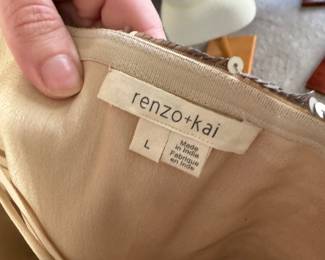 renzo+kai
L
Made
in India
Fabriqué
en Inde